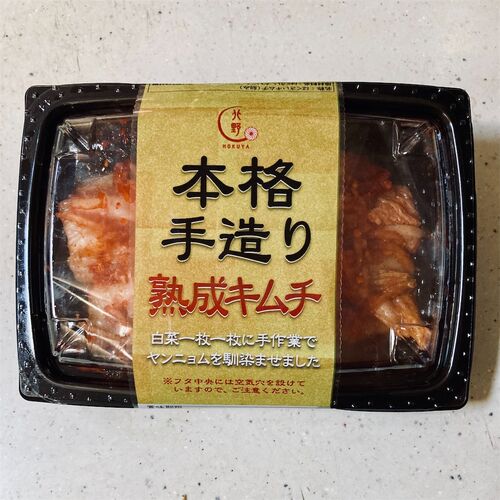 北野
HOKUYA
本格
手造り
熟成キムチ
白菜一枚一枚に手作業で
ヤンニョムを馴染ませました
※フタ中央には空気穴を設けて
いますので、ご注意ください。